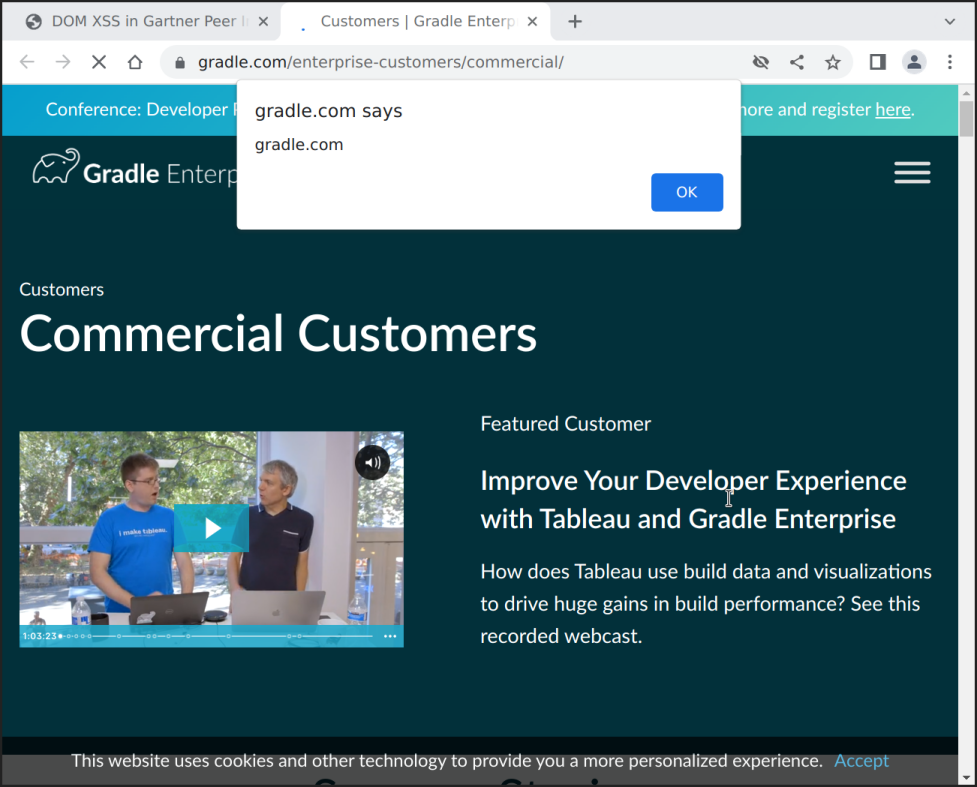 DOM XSS in Gartner Peer
Customers | Gradle Enterp
gradle.com/enterprise-customers/commercial/
Conference: Developer
more and register here.
gradle.com says
gradle.com
OK
Gradle Enterp
Customers
Commercial Customers
Featured Customer
Improve Your Developer Experience
with Tableau and Gradle Enterprise
How does Tableau use build data and visualizations
to drive huge gains in build performance? See this
recorded webcast.
i make tableau.
1:03:23
This website uses cookies and other technology to provide you a more personalized experience. Accept